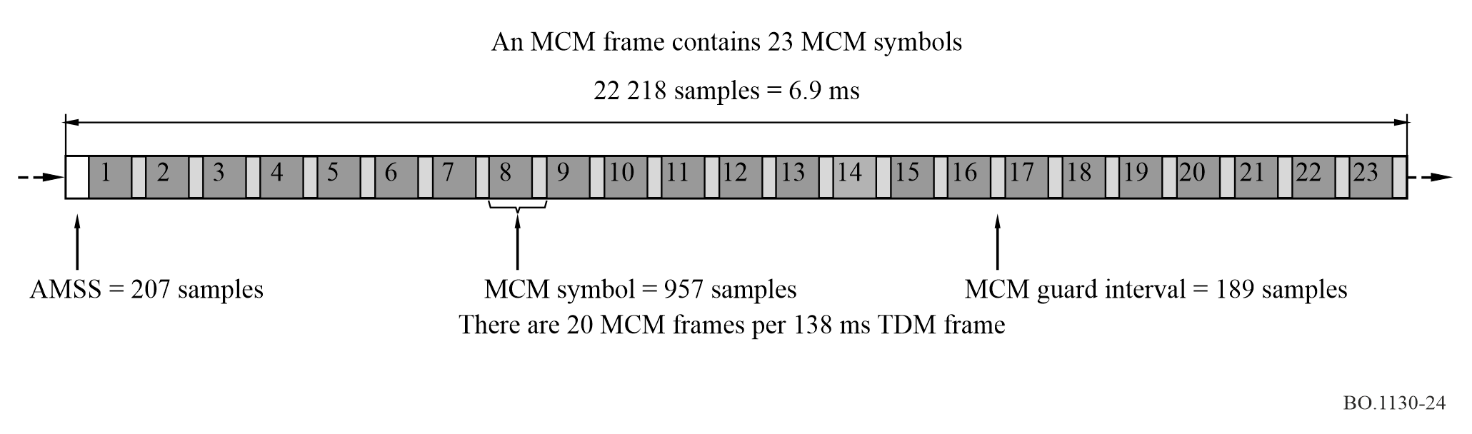 An MCM frame contains 23 MCM symbols
22 218 samples = 6.9 ms
1 2 3 4 5 6 7 8 9 10 11 12 13 14 15 16 17 18 19 20 21 22 23
AMSS = 207 samples MCM symbol = 957 samples MCM guard interval = 189 samples
There are 20 MCM frames per 138 ms TDM frame
BO.1130-24